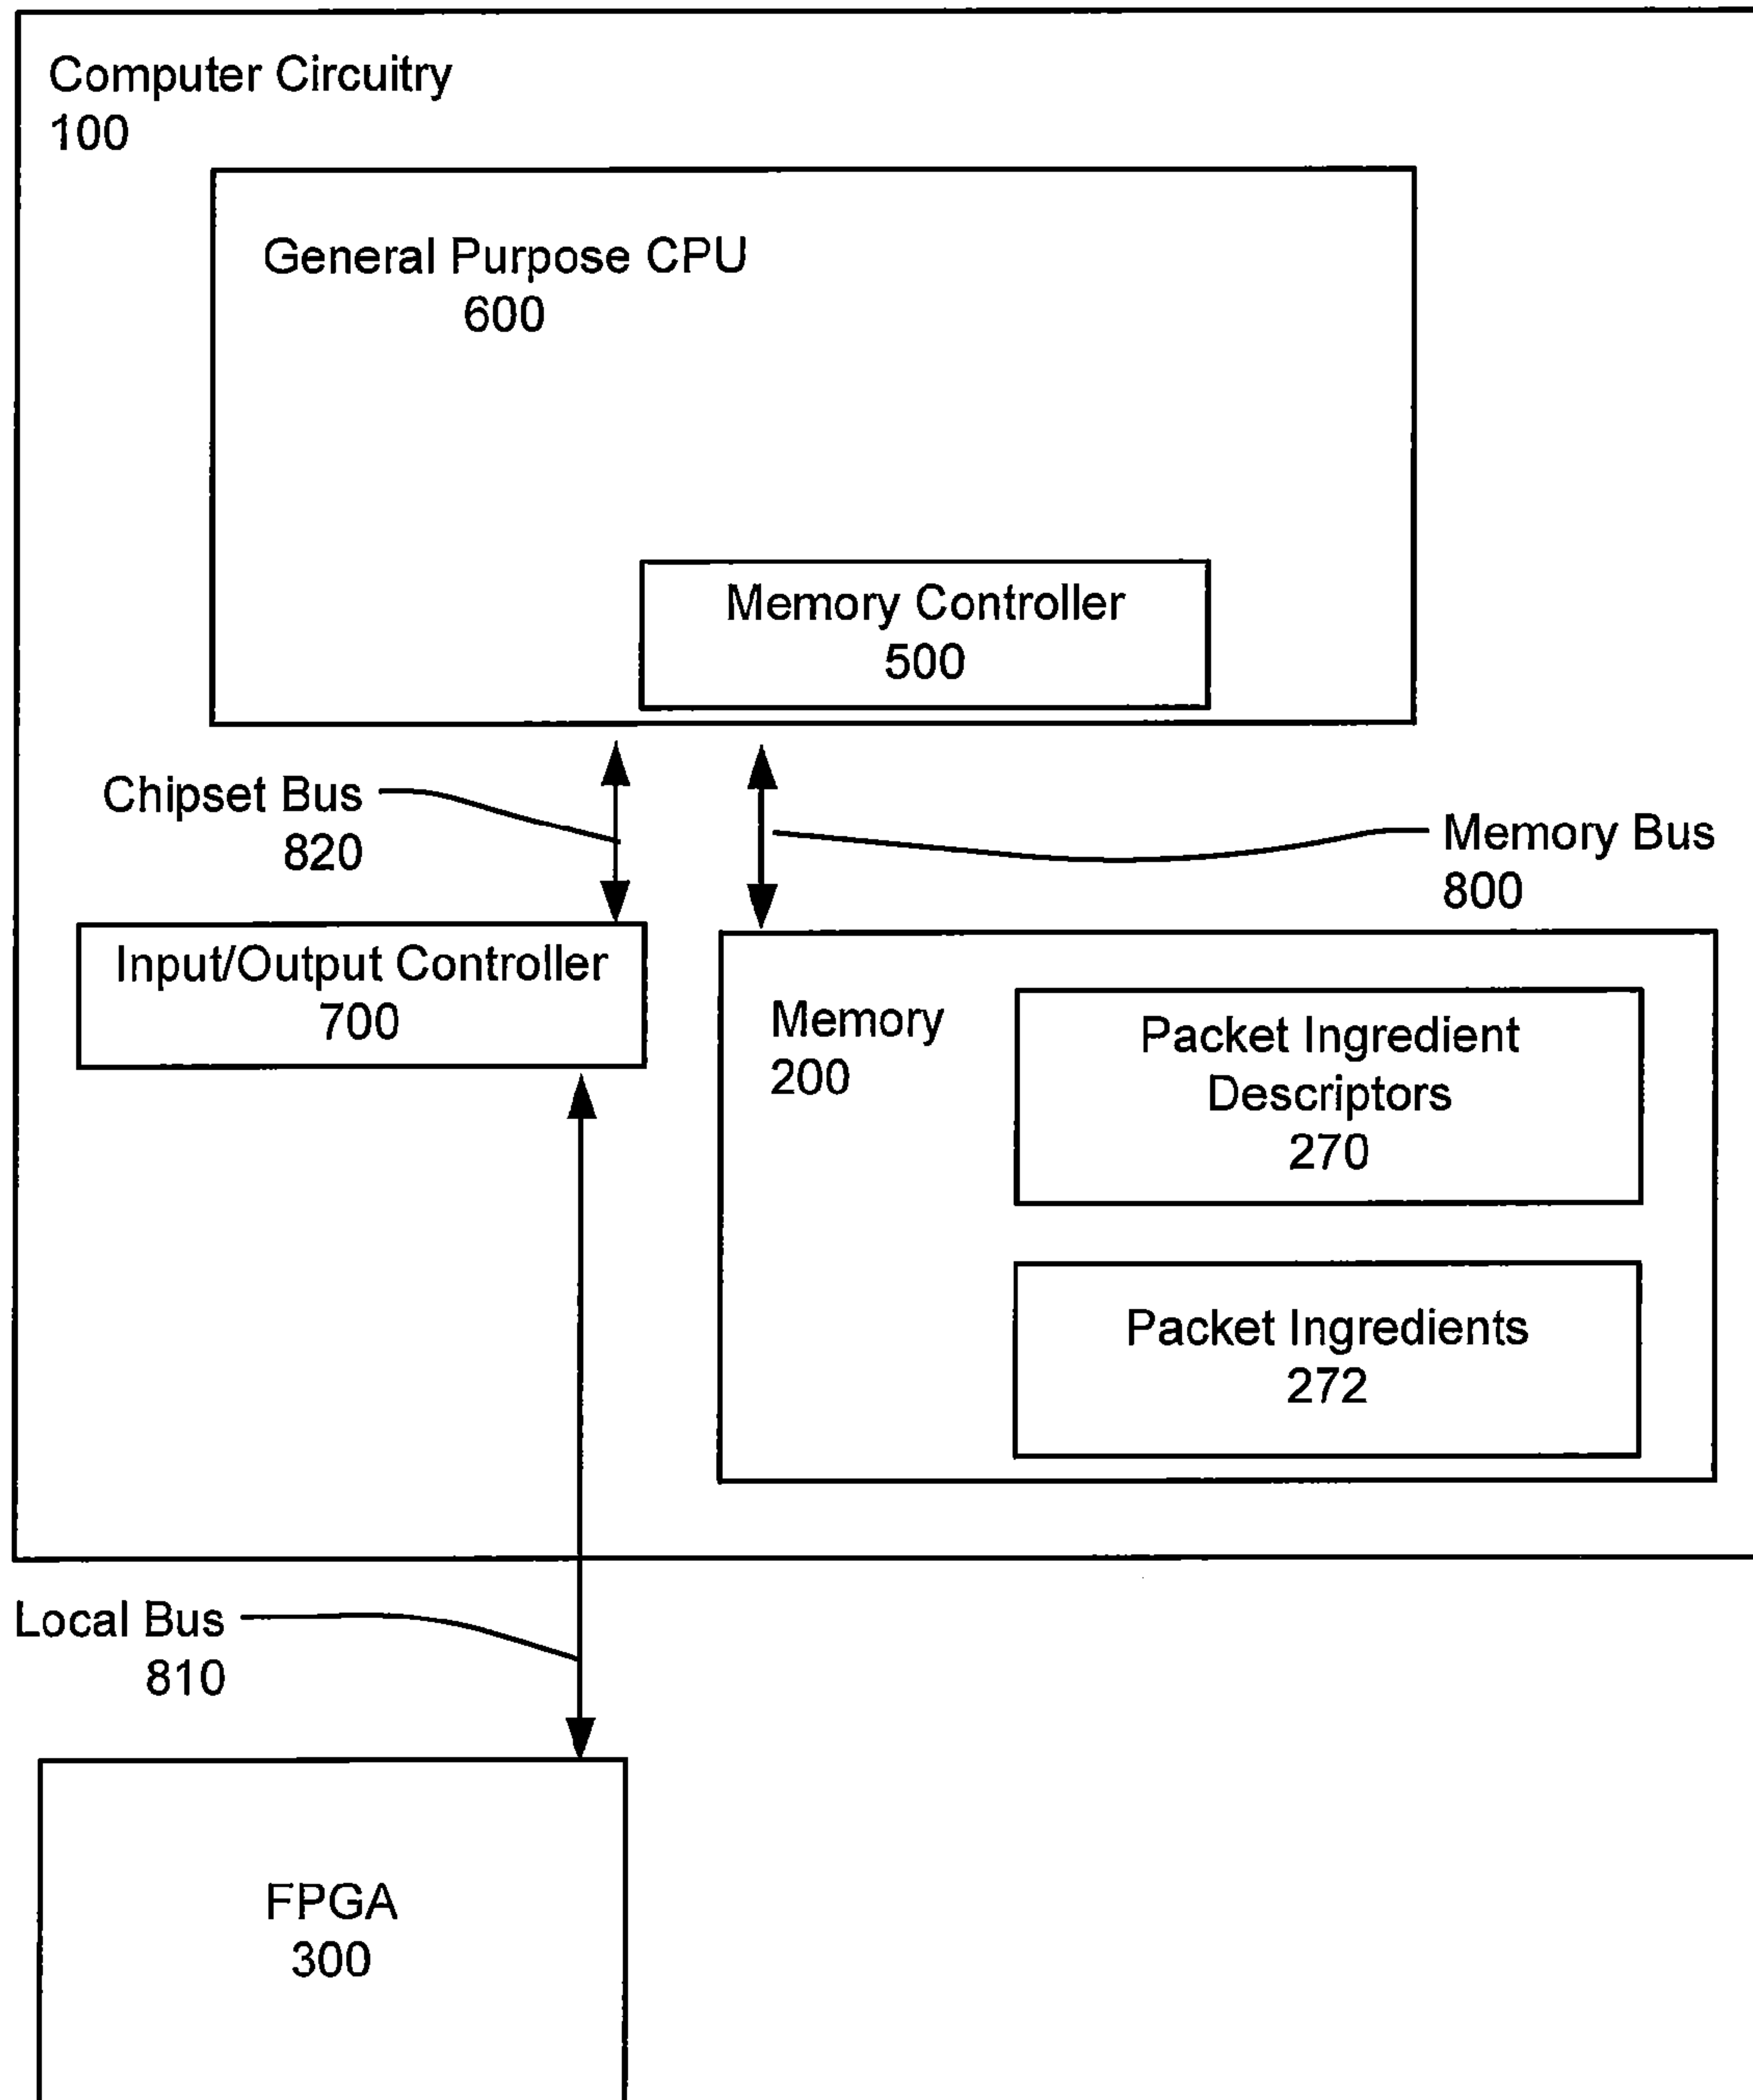 Computer Circuitry
100
General Purpose CPU
600
Memory Controller
500
Chipset Bus
820
Memory Bus
800
Input/Output Controller
700
Memory
200
Packet Ingredient
Descriptors
270
Packet Ingredients
272
Local Bus
810
FPGA
300